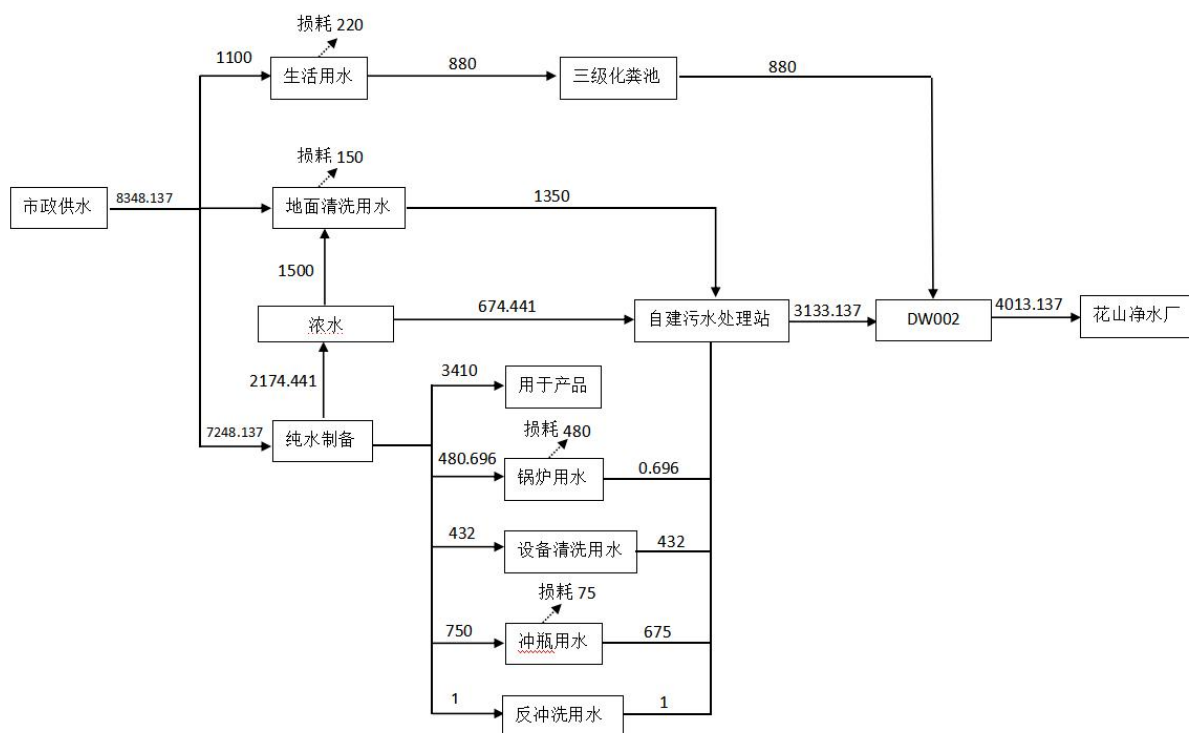 损耗 220
1100
生活用水
880
三级化粪池
880
损耗 150
市政供水
8348.137
地面清洗用水
1350
1500
浓水
674.441
自建污水处理站
3133.137
DW002
4013.137
花山净水厂
2174.441
3410
用于产品
7248.137
纯水制备
损耗 480
480.696
锅炉用水
0.696
432
设备清洗用水
432
损耗 75
750
冲瓶用水
675
1
反冲洗用水
1